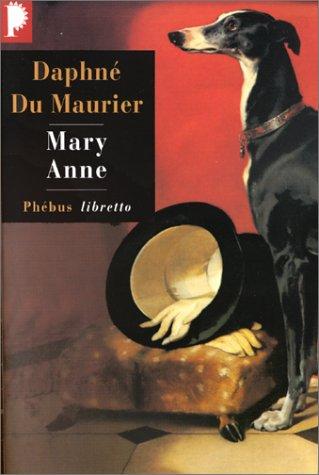 Daphné
Du Maurier
Mary
Anne
Phébus libretto